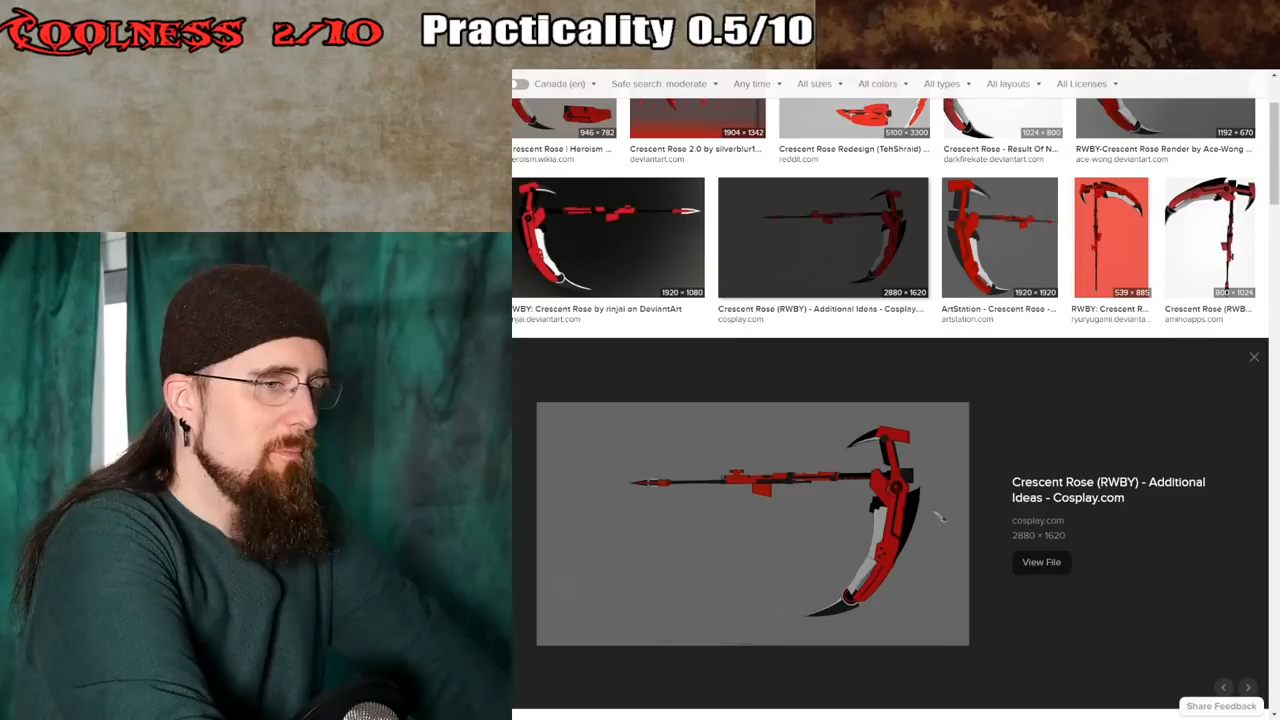 COOLNESS 2/10
Practicality 0.5/10
Canada (en)
Safe search: moderate
Any time
All sizes
All colors
All types
All layouts
All Licenses
946 × 782
1904 × 1342
5100 × 3300
1024 × 800
1192 × 670
rescent Rose | Heroism ...
Crescent Rose 2.0 by silverblur1...
Crescent Rose Redesign (TehShraid) ...
Crescent Rose - Result Of N...
RWBY-Crescent Rose Render by Ace-Wong ...
eroism.wikia.com
deviantart.com
reddit.com
darkfirekate.deviantart.com
ace-wong.deviantart.com
1920 × 1080
2880 × 1620
1920 × 1920
539 × 885
800 × 1024
WBY: Crescent Rose by rinjai on DeviantArt
Crescent Rose (RWBY) - Additional Ideas - Cosplay....
ArtStation - Crescent Rose -...
RWBY: Crescent R...
Crescent Rose (RWB...
njai.deviantart.com
cosplay.com
artstation.com
ryuryugami.devianta...
aminoapps.com
Crescent Rose (RWBY) - Additional
Ideas - Cosplay.com
cosplay.com
2880 × 1620
View File
Share Feedback